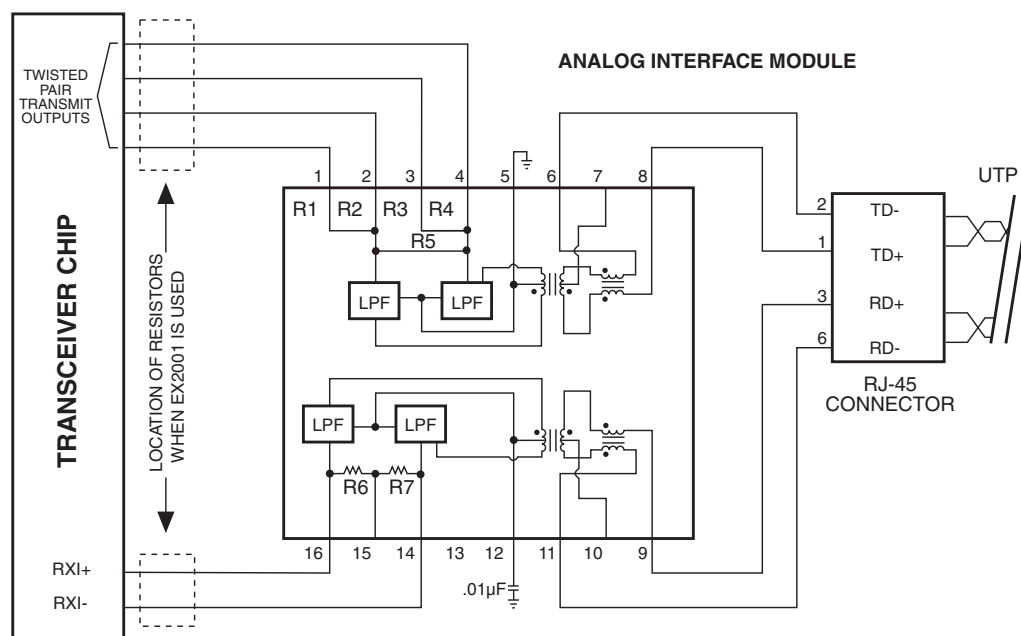 ANALOG INTERFACE MODULE
TWISTED
PAIR
TRANSMIT
OUTPUTS
TRANSCEIVER CHIP
LOCATION OF RESISTORS
WHEN EX2001 IS USED
RXI+
RXI-
1 2 3 4 5 6 7 8
R1 R2 R3 R4
R5
LPF LPF
LPF LPF
R6 R7
16 15 14 13 12 11 10 9
.01µF
UTP
2 TD-
1 TD+
3 RD+
6 RD-
RJ-45
CONNECTOR